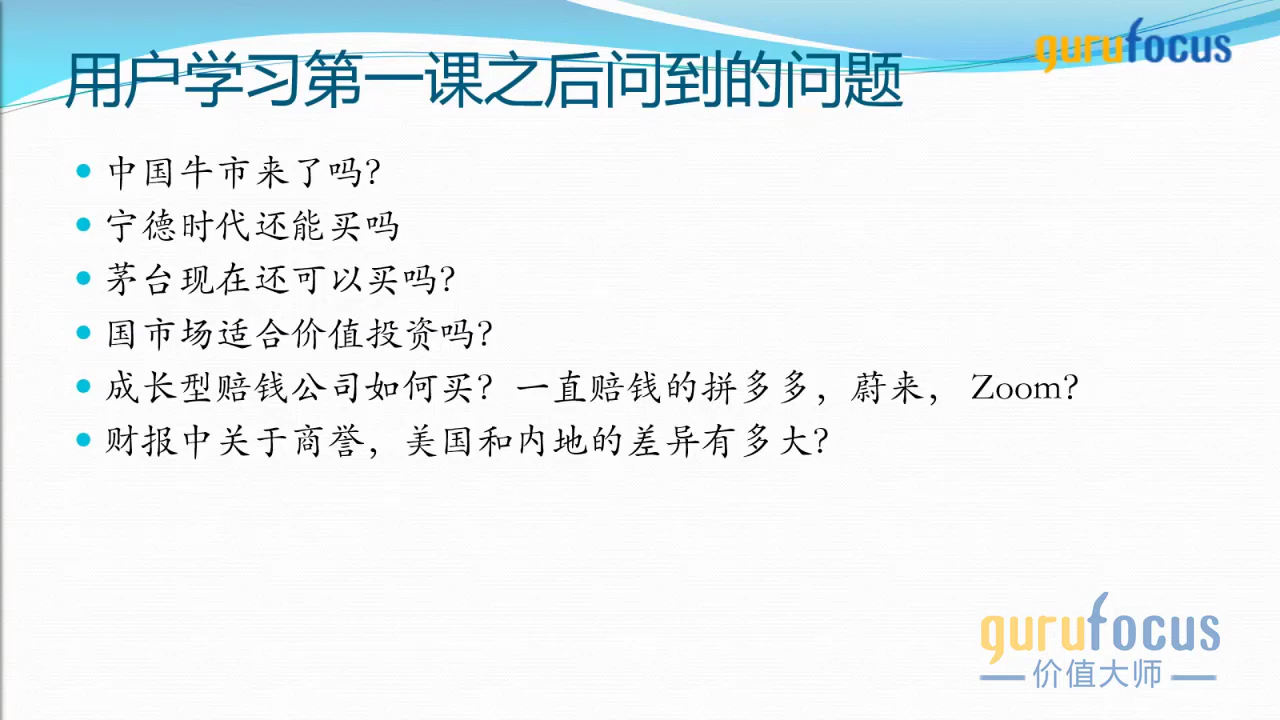 gurufocus
用户学习第一课之后问到的问题
• 中国牛市来了吗?
• 宁德时代还能买吗
• 茅台现在还可以买吗?
• 国市场适合价值投资吗?
• 成长型赔钱公司如何买? 一直赔钱的拼多多，蔚来， Zoom?
• 财报中关于商誉，美国和内地的差异有多大?
gurufocus
价值大师